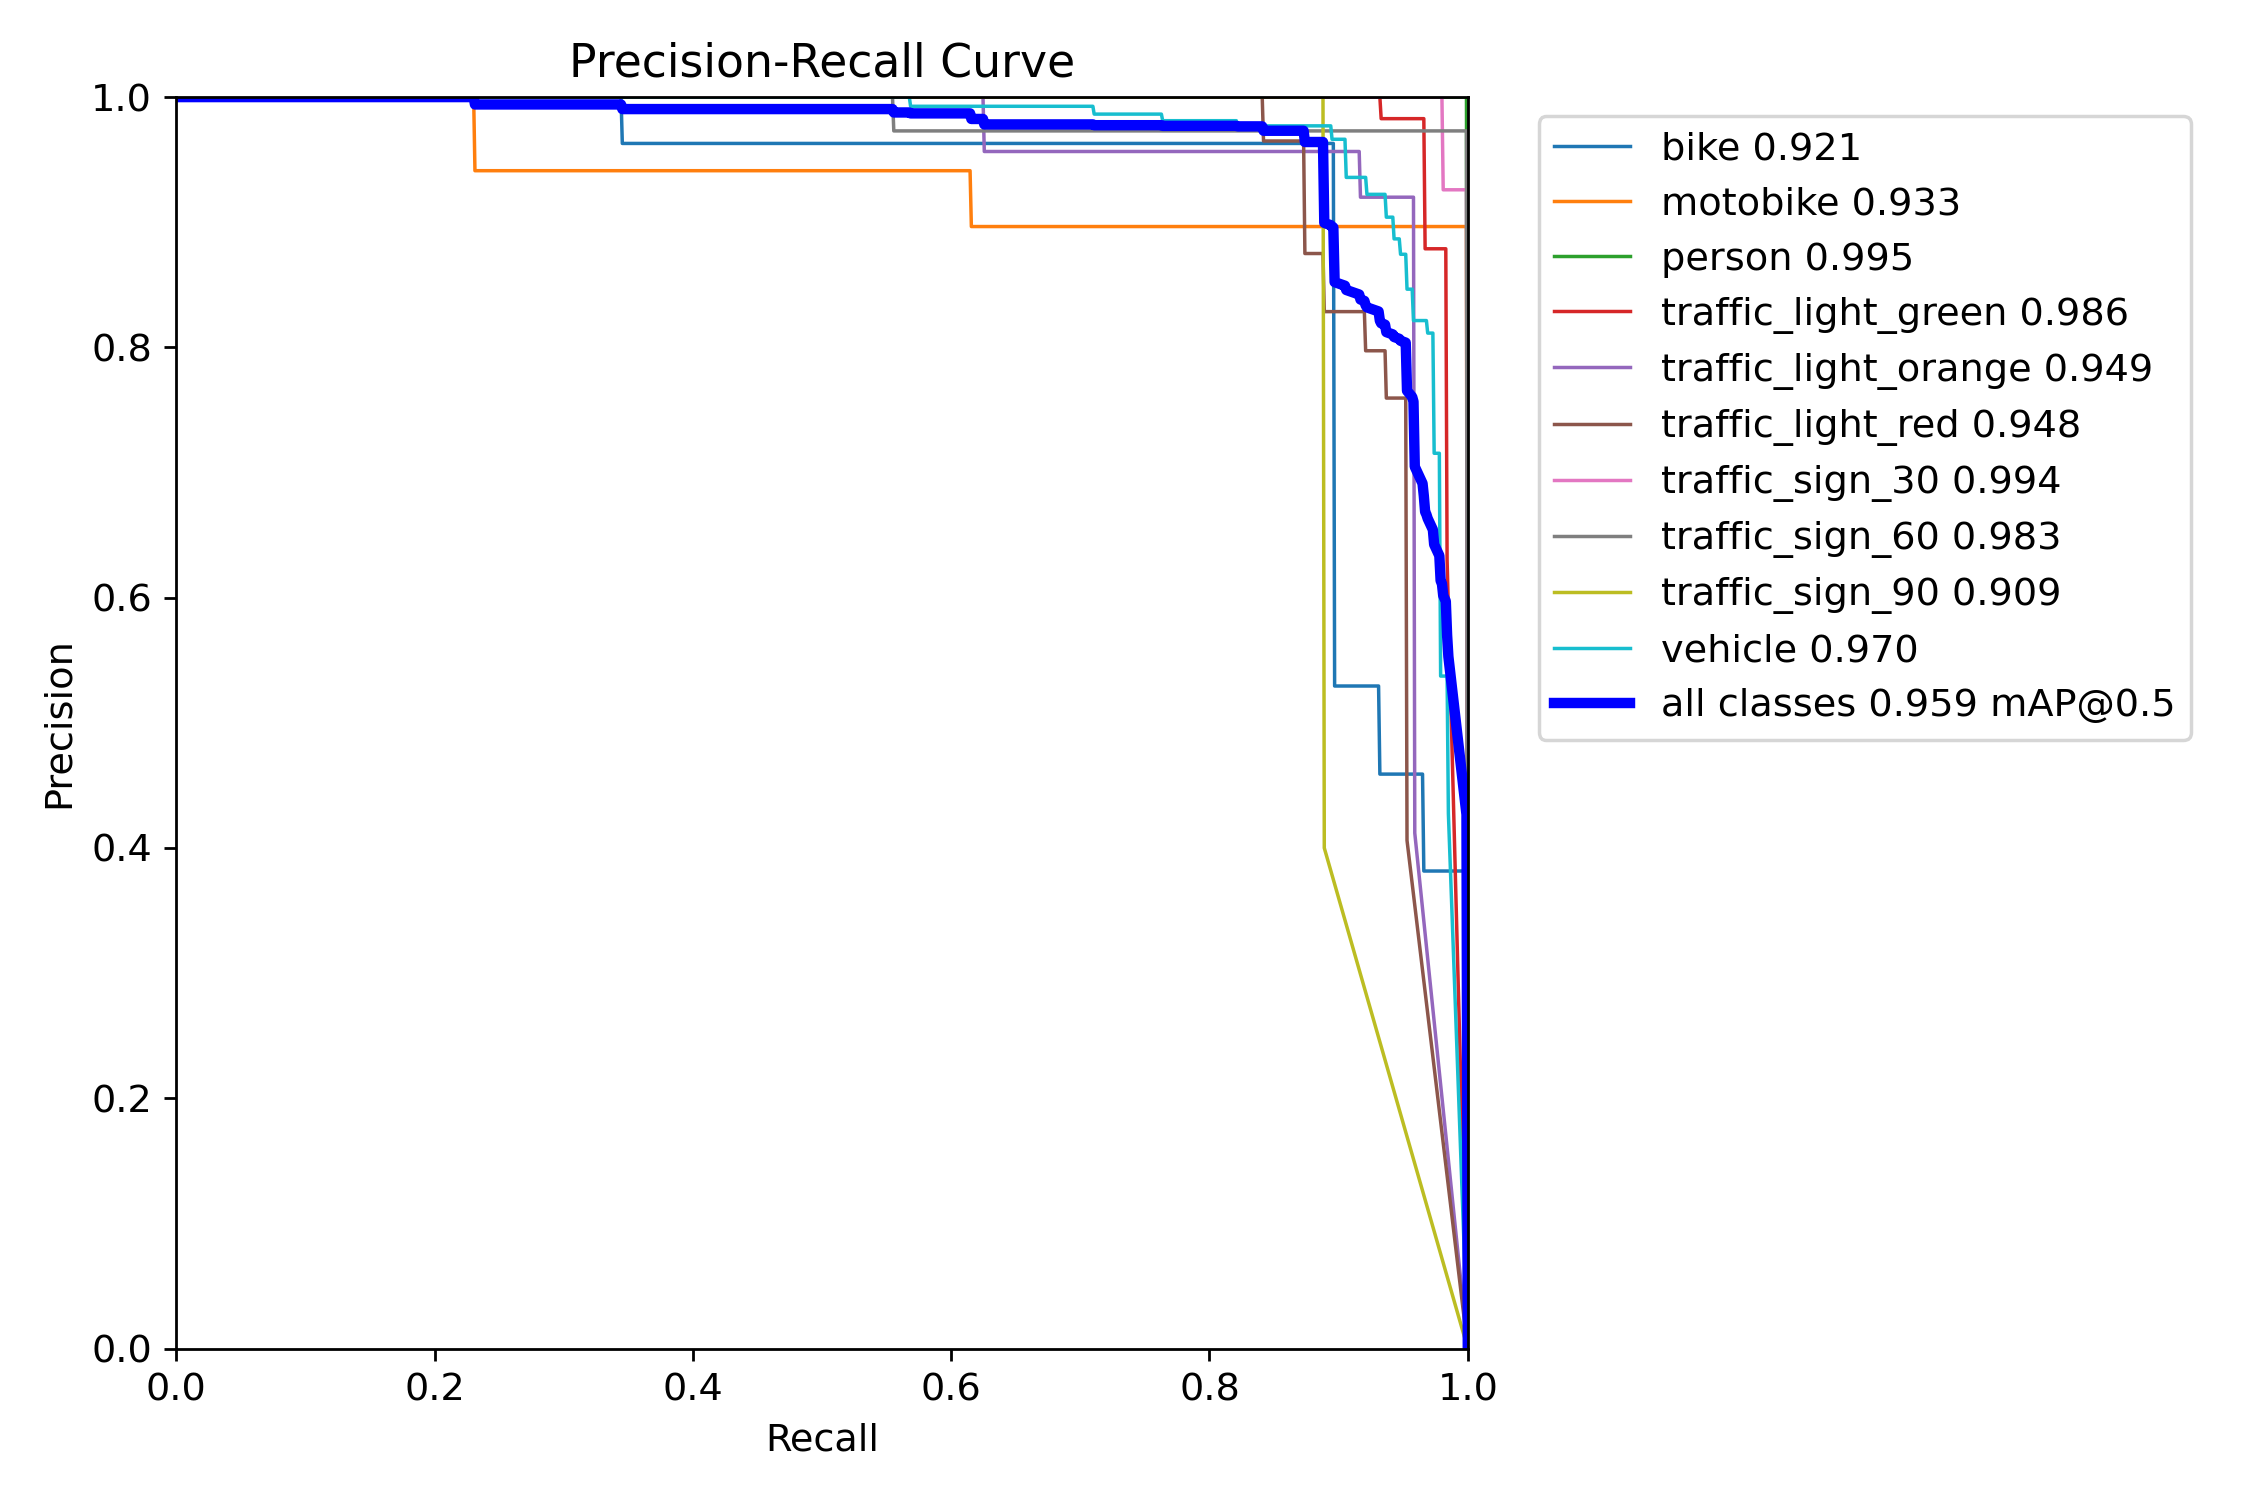 Precision-Recall Curve
1.0
0.8
0.6
0.4
0.2
0.0
Precision
0.0 0.2 0.4 0.6 0.8 1.0
Recall
bike 0.921
motobike 0.933
person 0.995
traffic_light_green 0.986
traffic_light_orange 0.949
traffic_light_red 0.948
traffic_sign_30 0.994
traffic_sign_60 0.983
traffic_sign_90 0.909
vehicle 0.970
all classes 0.959 mAP@0.5